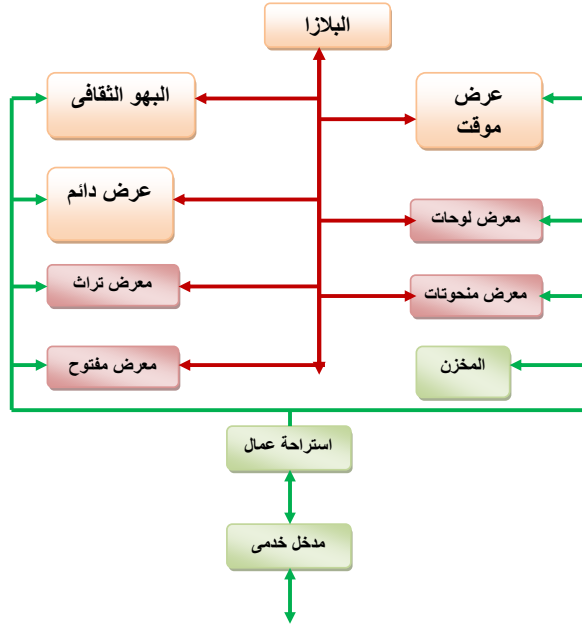 البلازا
عرض
موقت
البهو الثقافى
عرض دائم
معرض لوحات
معرض تراث
معرض منحوتات
معرض مفتوح
المخزن
استراحة عمال
مدخل خدمى